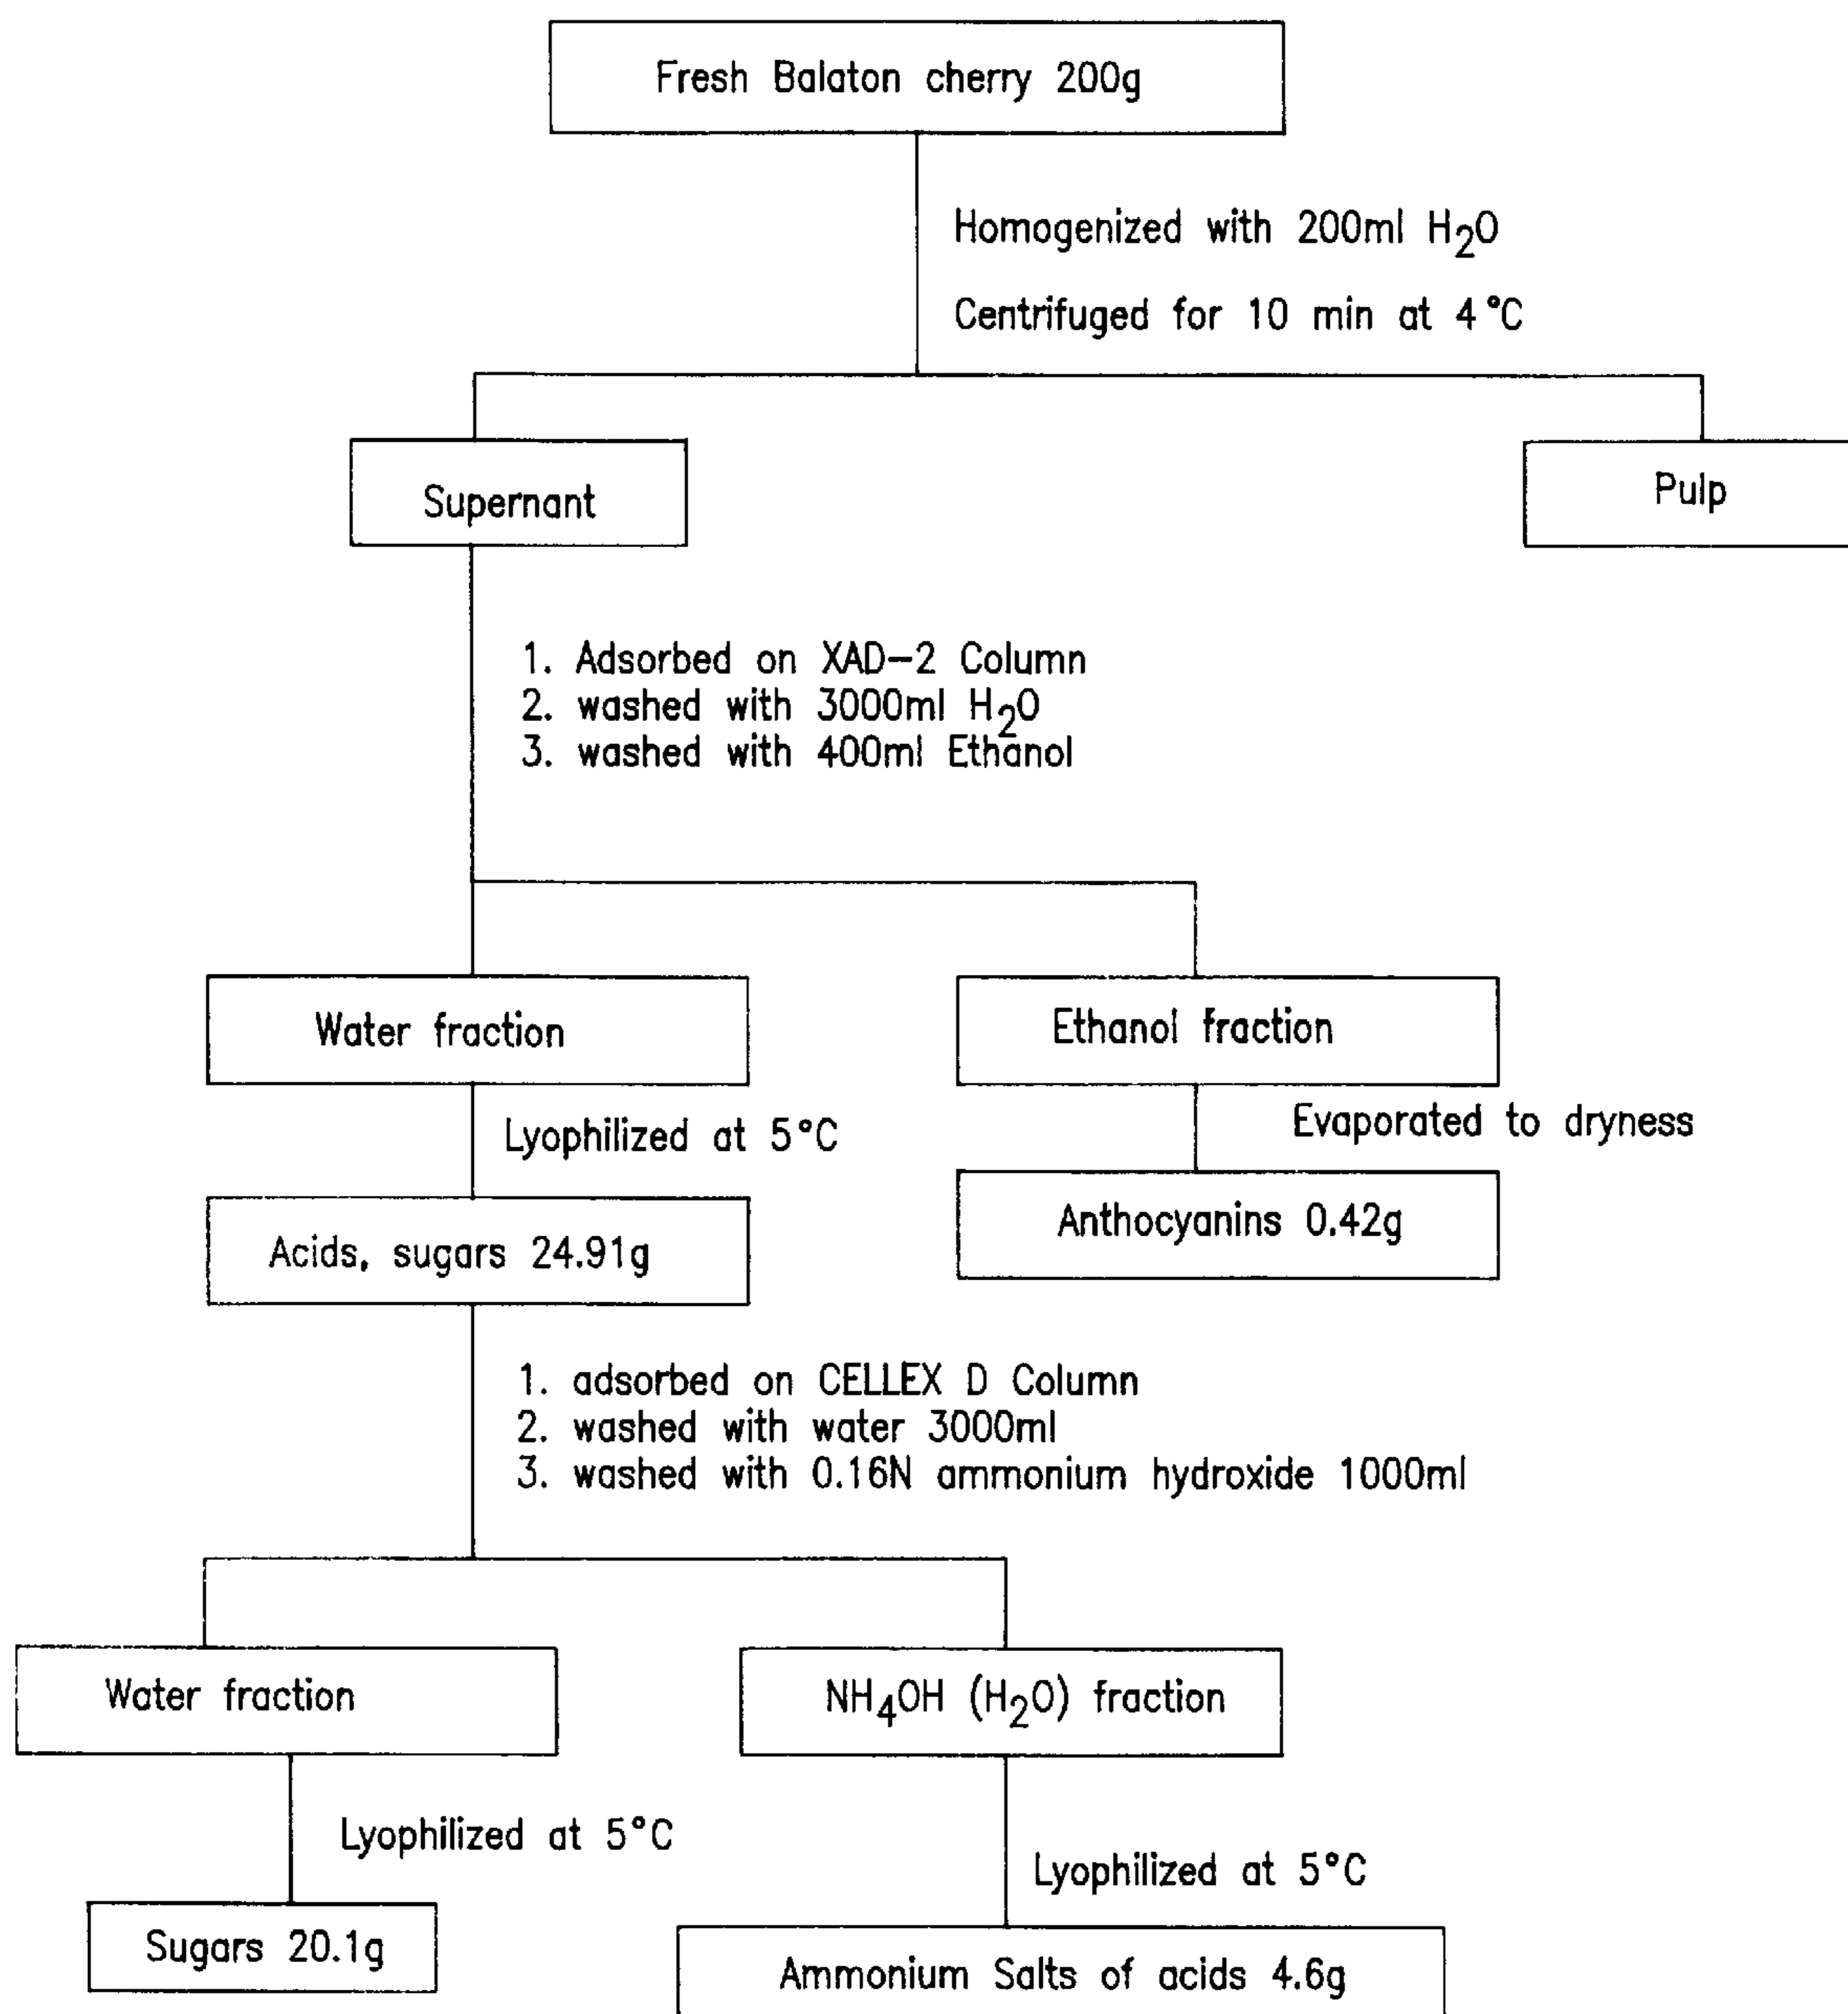 Fresh Balaton cherry 200g
Homogenized with 200ml H2O
Centrifuged for 10 min at 4°C
Supernant
Pulp
1. Adsorbed on XAD-2 Column
2. washed with 3000ml H2O
3. washed with 400ml Ethanol
Water fraction
Ethanol fraction
Lyophilized at 5°C
Evaporated to dryness
Acids, sugars 24.91g
Anthocyanins 0.42g
1. adsorbed on CELLEX D Column
2. washed with water 3000ml
3. washed with 0.16N ammonium hydroxide 1000ml
Water fraction
NH4OH (H2O) fraction
Lyophilized at 5°C
Lyophilized at 5°C
Sugars 20.1g
Ammonium Salts of acids 4.6g